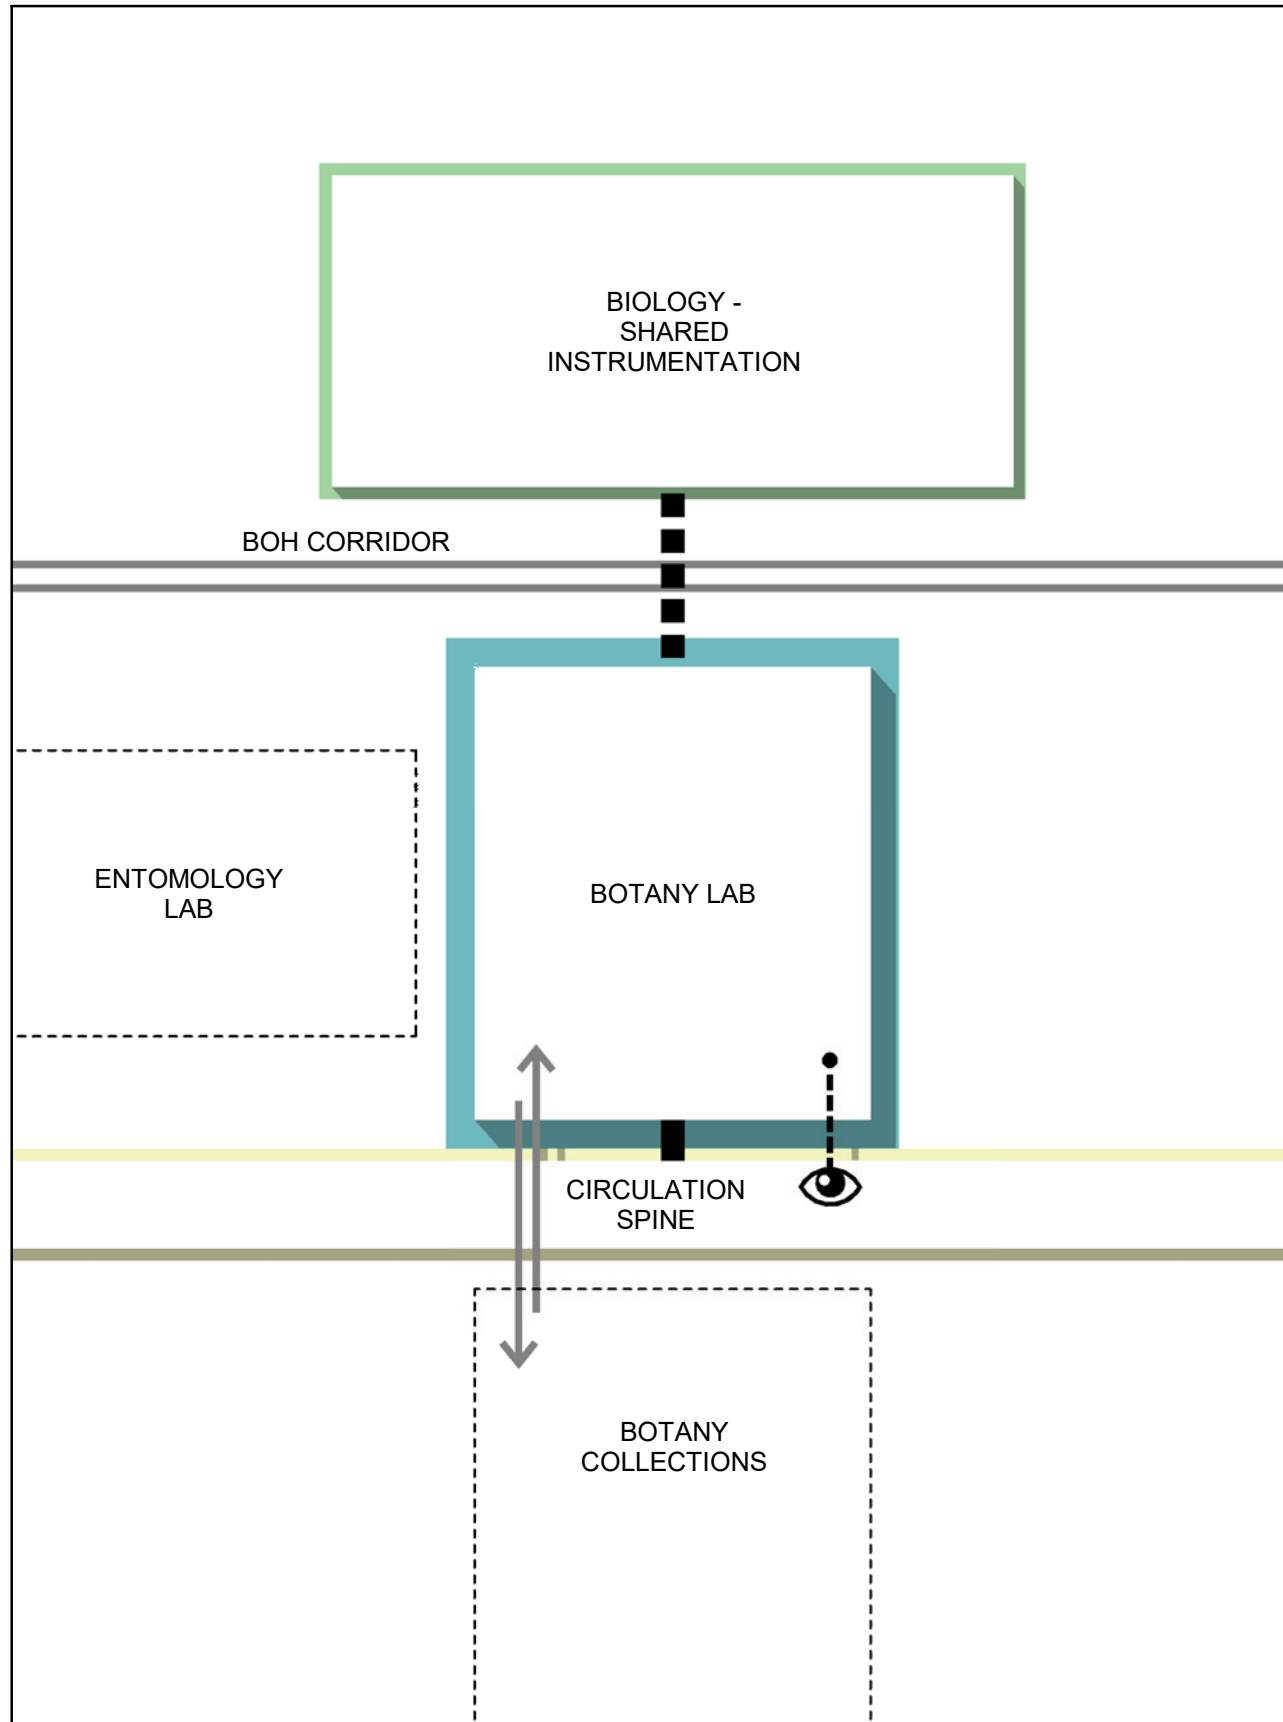 BIOLOGY -
SHARED
INSTRUMENTATION
BOH CORRIDOR
ENTOMOLOGY
LAB
BOTANY LAB
CIRCULATION
SPINE
BOTANY
COLLECTIONS